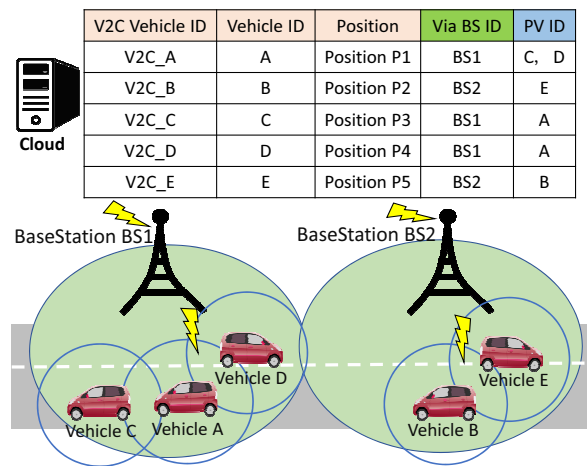 V2C Vehicle ID Vehicle ID Position Via BS ID PV ID
V2C_A A Position P1 BS1 C, D
V2C_B B Position P2 BS2 E
V2C_C C Position P3 BS1 A
V2C_D D Position P4 BS1 A
V2C_E E Position P5 BS2 B
Cloud
BaseStation BS1
BaseStation BS2
Vehicle D
Vehicle E
Vehicle C
Vehicle A
Vehicle B